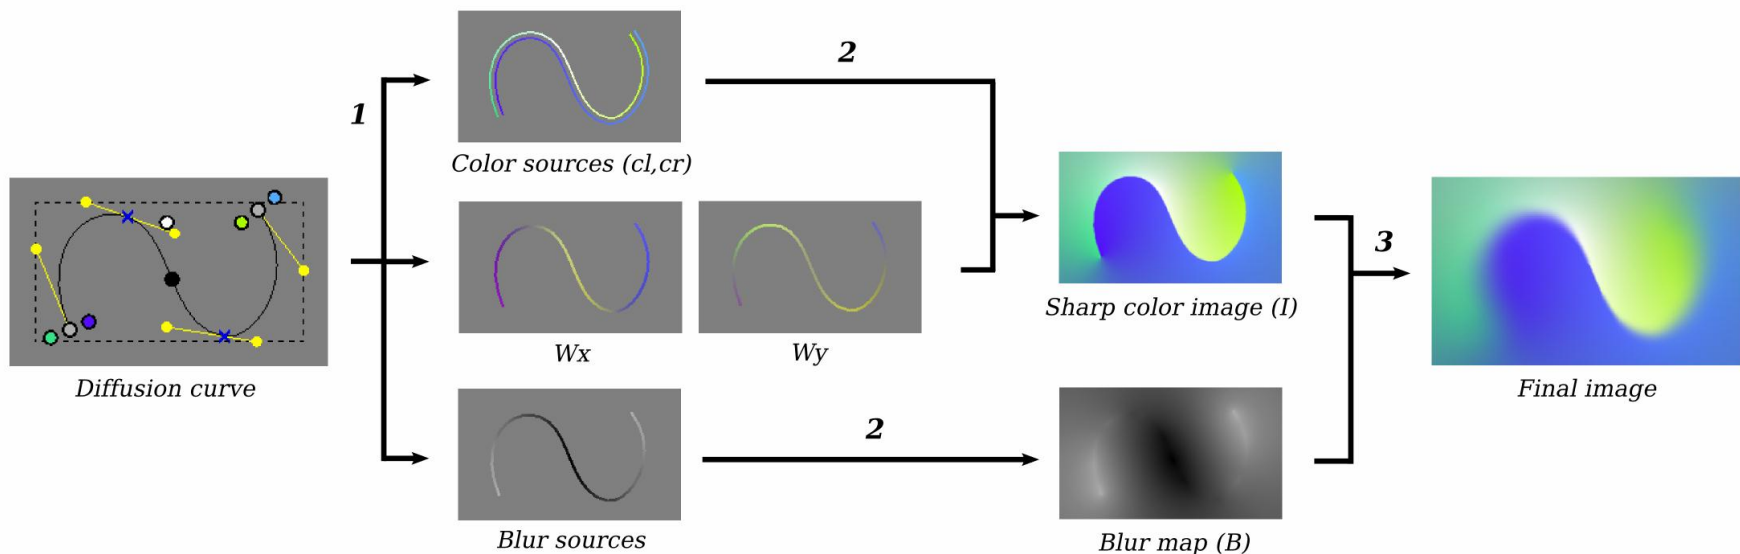 1
2
Color sources (cl,cr)
Diffusion curve
Wx
Wy
Sharp color image (I)
3
Final image
2
Blur sources
Blur map (B)